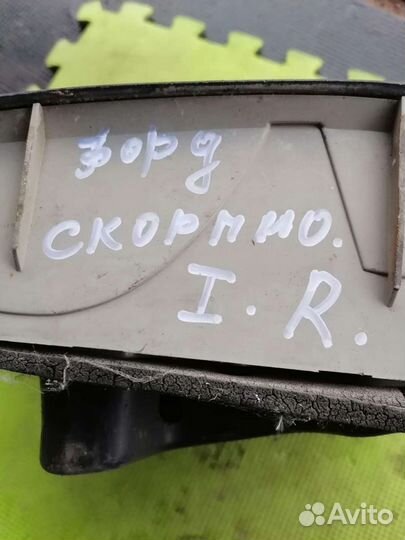 Форд
скорпио.
I. R.
Avito